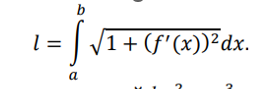 l = ∫_a^b √(1 + (f′(x))²) dx.